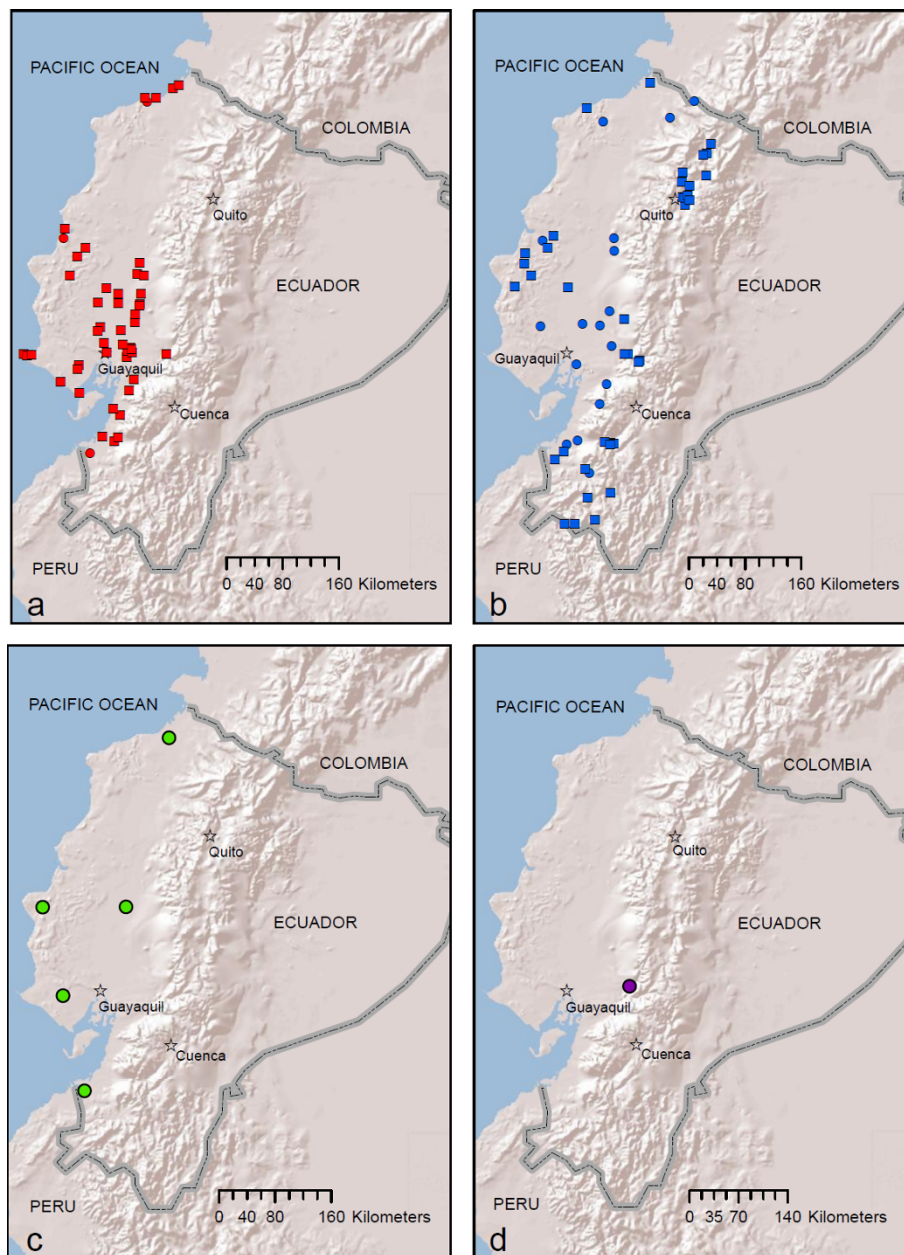 PACIFIC OCEAN
COLOMBIA
Quito
ECUADOR
Guayaquil
Cuenca
PERU
0 40 80 160 Kilometers
a
PACIFIC OCEAN
COLOMBIA
Quito
ECUADOR
Guayaquil
Cuenca
PERU
0 40 80 160 Kilometers
b
PACIFIC OCEAN
COLOMBIA
Quito
ECUADOR
Guayaquil
Cuenca
PERU
0 40 80 160 Kilometers
c
PACIFIC OCEAN
COLOMBIA
Quito
ECUADOR
Guayaquil
Cuenca
PERU
0 35 70 140 Kilometers
d